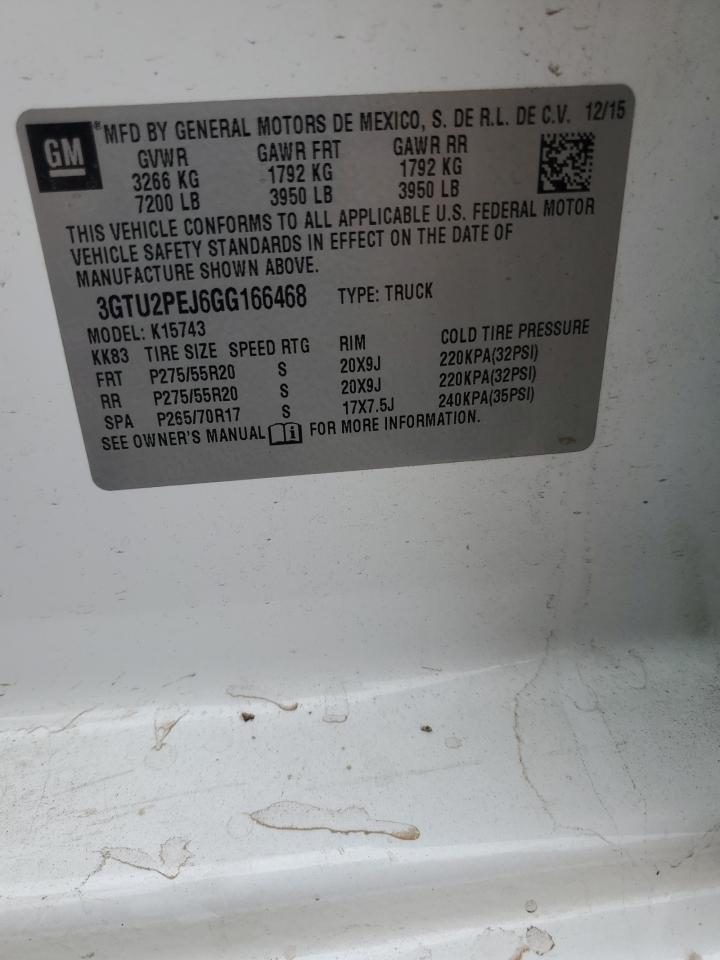 GM ® MFD BY GENERAL MOTORS DE MEXICO, S. DE R.L. DE C.V. 12/15
GVWR GAWR FRT GAWR RR
3266 KG 1792 KG 1792 KG
7200 LB 3950 LB 3950 LB
THIS VEHICLE CONFORMS TO ALL APPLICABLE U.S. FEDERAL MOTOR
VEHICLE SAFETY STANDARDS IN EFFECT ON THE DATE OF
MANUFACTURE SHOWN ABOVE.
3GTU2PEJ6GG166468 TYPE: TRUCK
MODEL: K15743
KK83 TIRE SIZE SPEED RTG RIM COLD TIRE PRESSURE
FRT P275/55R20 S 20X9J 220KPA(32PSI)
RR P275/55R20 S 20X9J 220KPA(32PSI)
SPA P265/70R17 S 17X7.5J 240KPA(35PSI)
SEE OWNER'S MANUAL i FOR MORE INFORMATION.